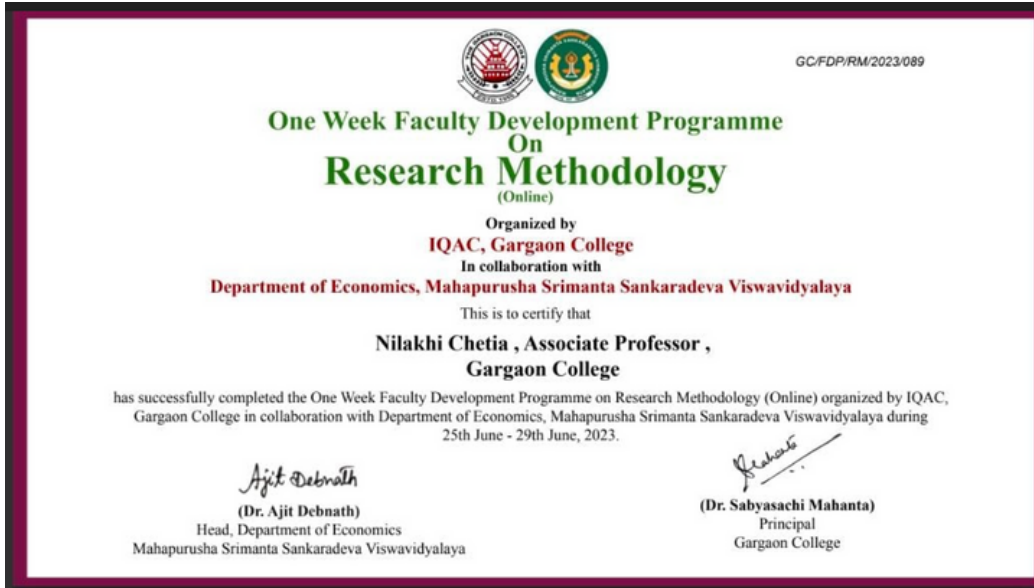 GC/FDP/RM/2023/089
One Week Faculty Development Programme
On
Research Methodology
(Online)
Organized by
IQAC, Gargaon College
In collaboration with
Department of Economics, Mahapurusha Srimanta Sankaradeva Viswavidyalaya
This is to certify that
Nilakhi Chetia , Associate Professor ,
Gargaon College
has successfully completed the One Week Faculty Development Programme on Research Methodology (Online) organized by IQAC,
Gargaon College in collaboration with Department of Economics, Mahapurusha Srimanta Sankaradeva Viswavidyalaya during
25th June - 29th June, 2023.
Ajit Debnath
(Dr. Ajit Debnath)
Head, Department of Economics
Mahapurusha Srimanta Sankaradeva Viswavidyalaya
(Dr. Sabyasachi Mahanta)
Principal
Gargaon College